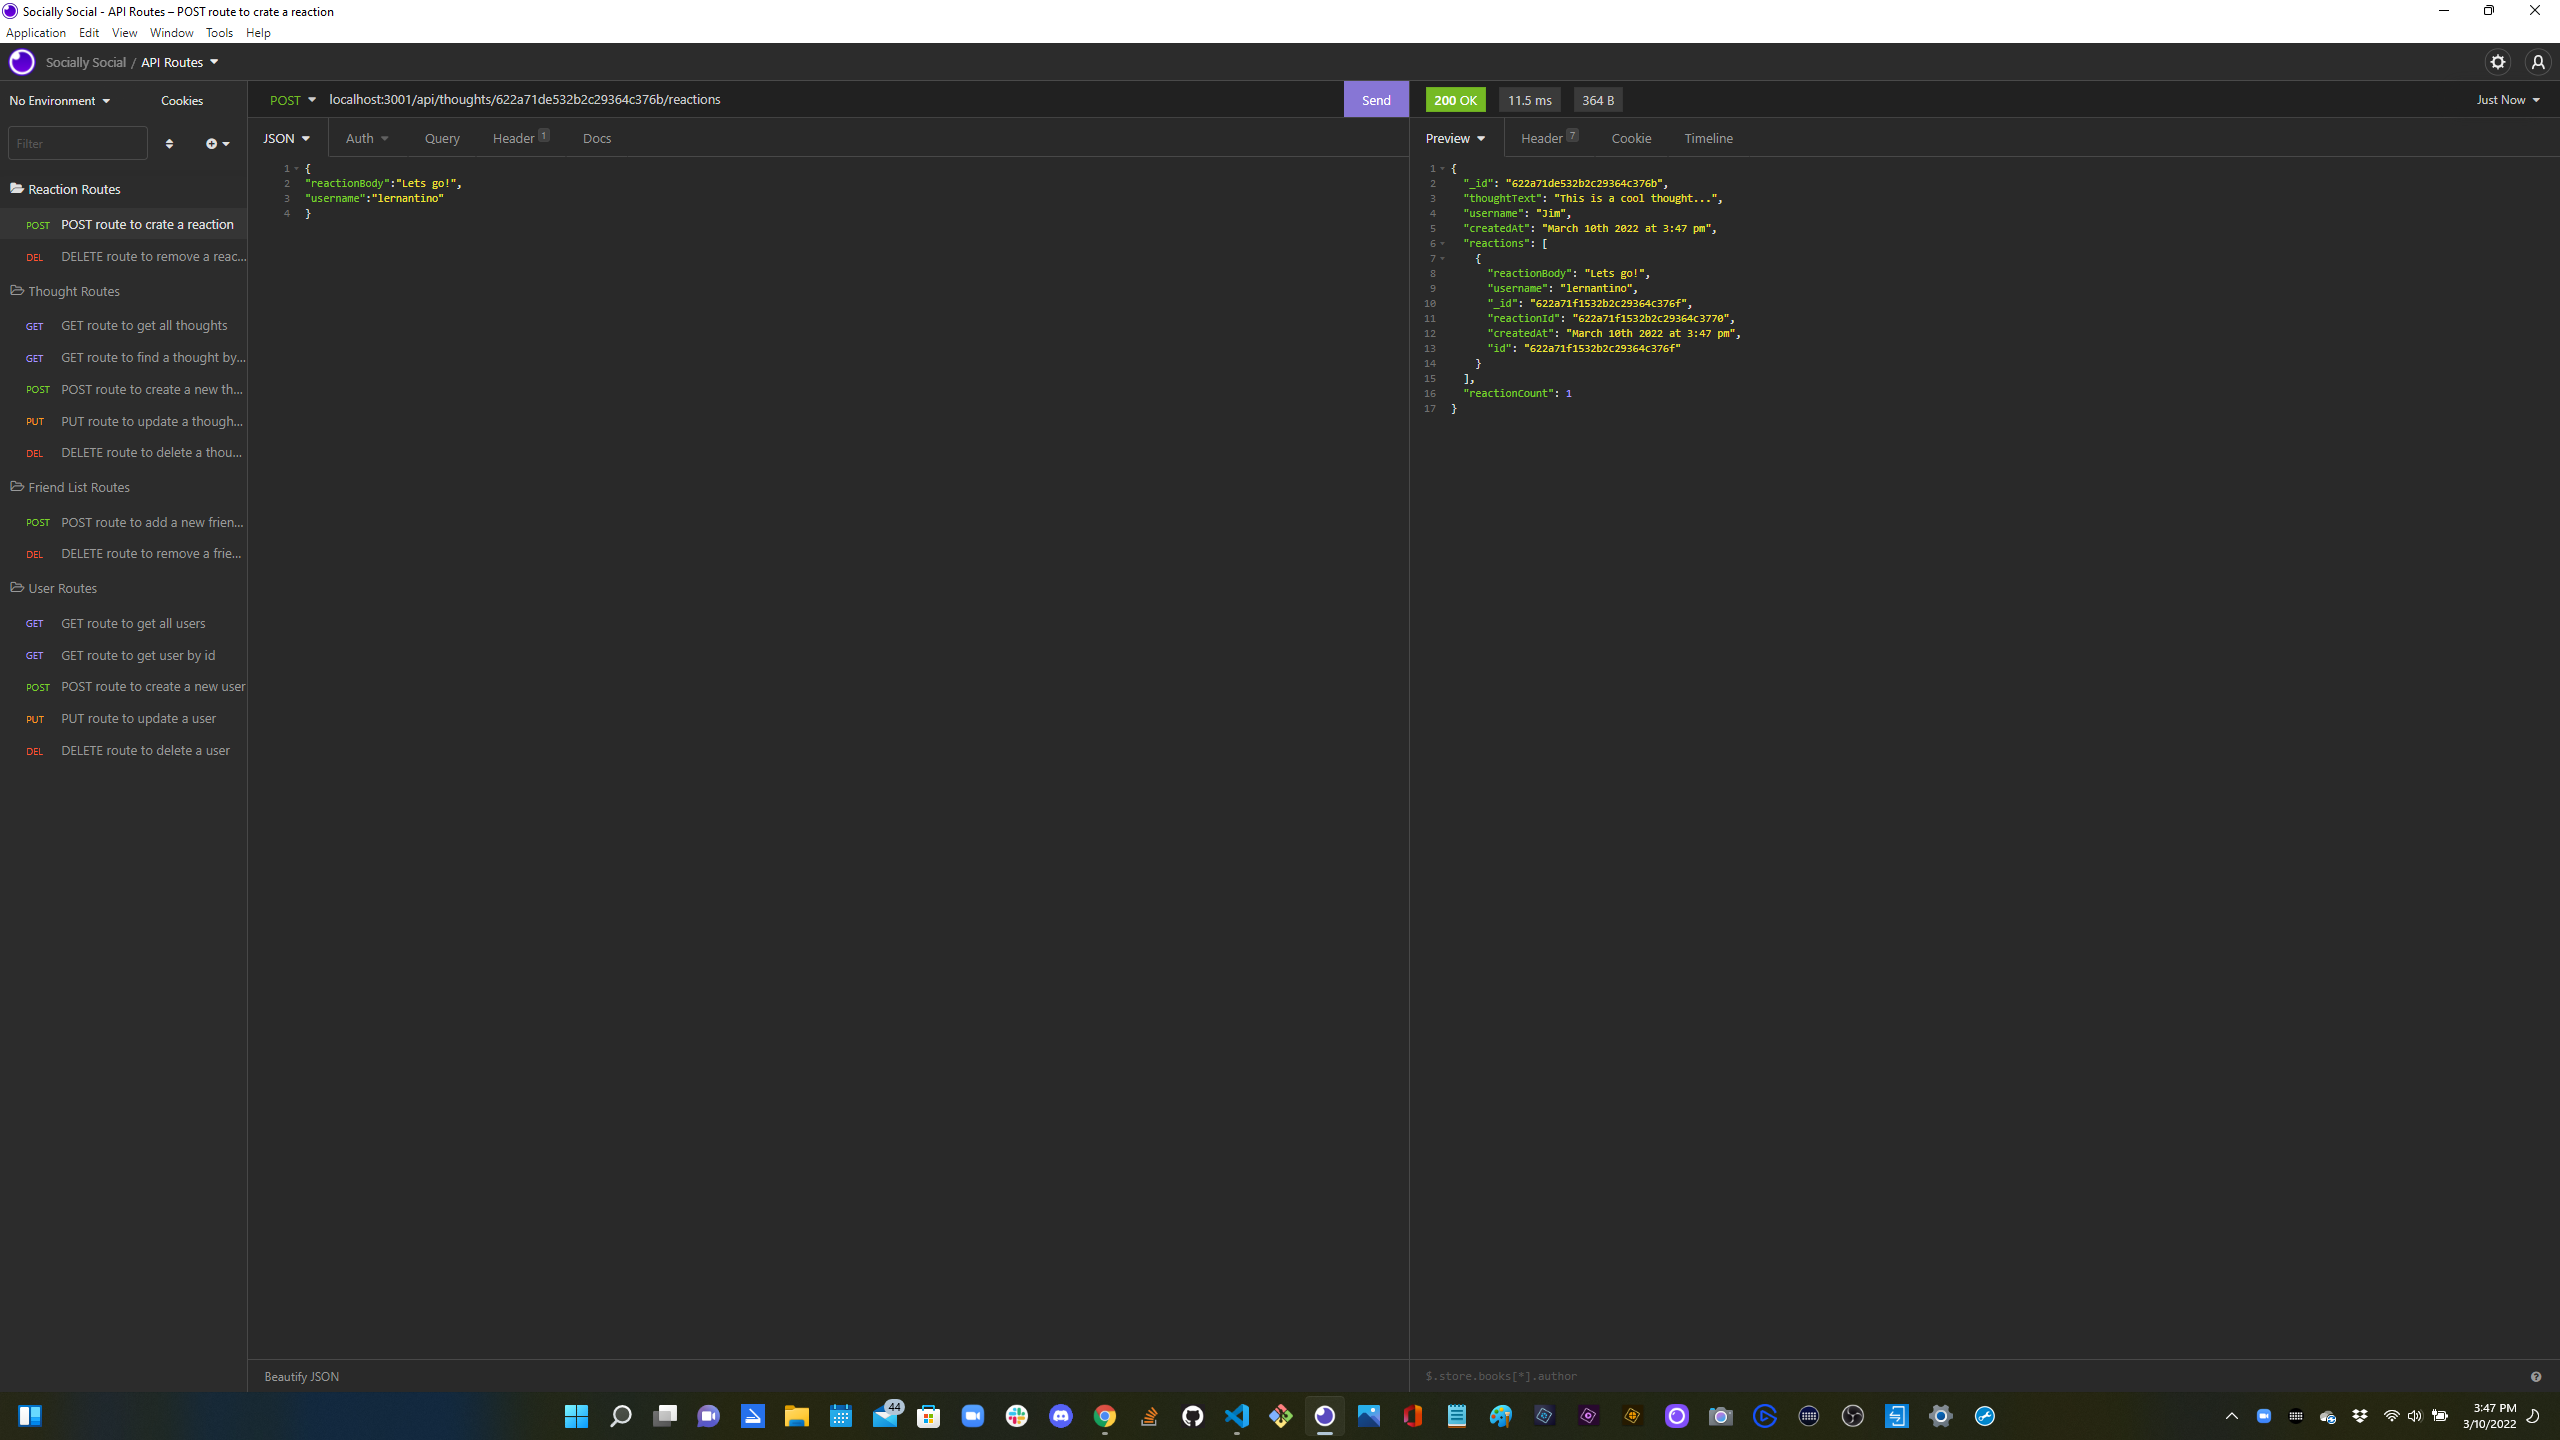 Socially Social - API Routes – POST route to crate a reaction
Application Edit View Window Tools Help
Socially Social / API Routes
No Environment Cookies
Filter
Reaction Routes
POST POST route to crate a reaction
DEL DELETE route to remove a reac...
Thought Routes
GET GET route to get all thoughts
GET GET route to find a thought by...
POST POST route to create a new th...
PUT PUT route to update a though...
DEL DELETE route to delete a thou...
Friend List Routes
POST POST route to add a new frien...
DEL DELETE route to remove a frie...
User Routes
GET GET route to get all users
GET GET route to get user by id
POST POST route to create a new user
PUT PUT route to update a user
DEL DELETE route to delete a user
POST localhost:3001/api/thoughts/622a71de532b2c29364c376b/reactions Send
JSON Auth Query Header 1 Docs
1 {
2 "reactionBody":"Lets go!",
3 "username":"lernantino"
4 }
Beautify JSON
200 OK 11.5 ms 364 B Just Now
Preview Header 7 Cookie Timeline
1 {
2 "_id": "622a71de532b2c29364c376b",
3 "thoughtText": "This is a cool thought...",
4 "username": "Jim",
5 "createdAt": "March 10th 2022 at 3:47 pm",
6 "reactions": [
7 {
8 "reactionBody": "Lets go!",
9 "username": "lernantino",
10 "_id": "622a71f1532b2c29364c376f",
11 "reactionId": "622a71f1532b2c29364c3770",
12 "createdAt": "March 10th 2022 at 3:47 pm",
13 "id": "622a71f1532b2c29364c376f"
14 }
15 ],
16 "reactionCount": 1
17 }
$.store.books[*].author
44
3:47 PM
3/10/2022